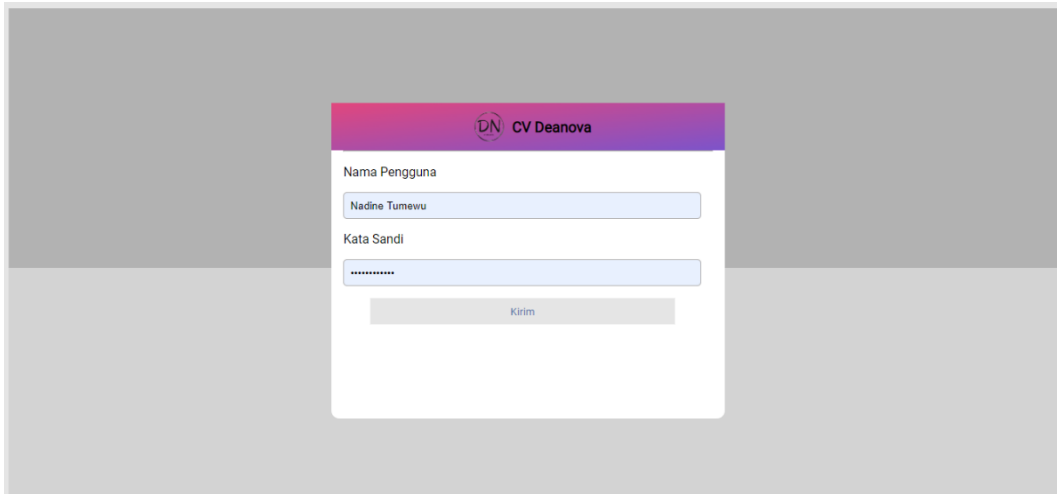 DN CV Deanova
Nama Pengguna
Nadine Tumewu
Kata Sandi
••••••••••••
Kirim